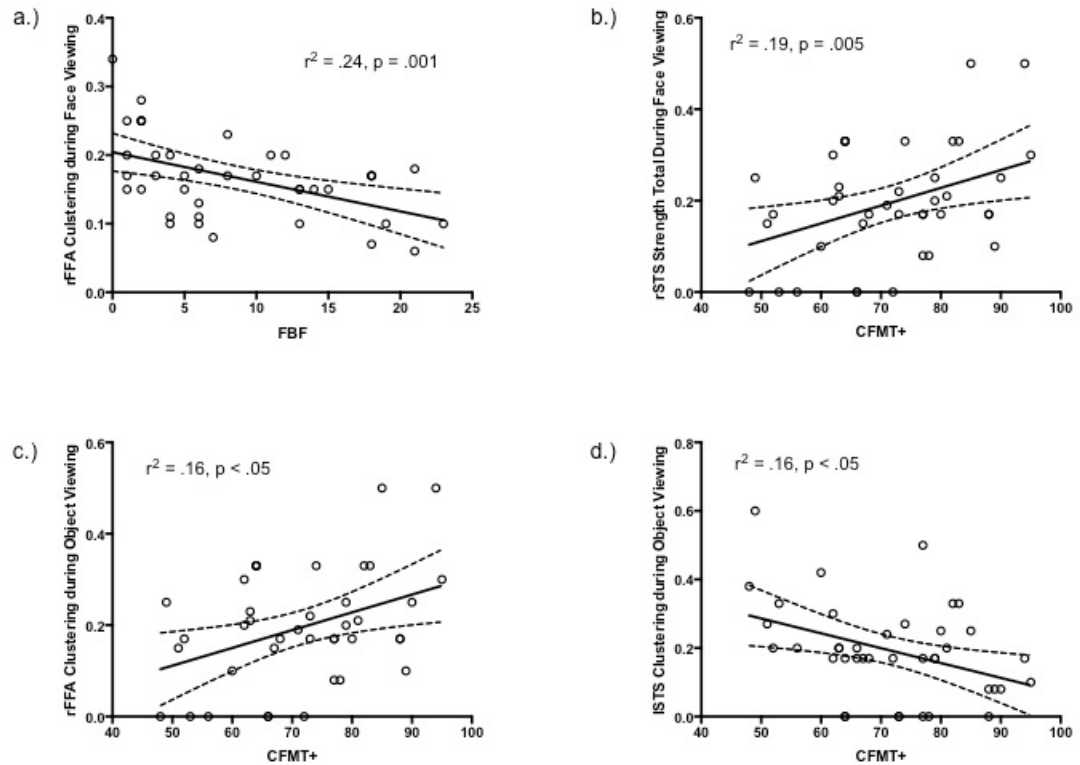 a.)
0.4
0.3
0.2
0.1
0.0
rFFA Culstering during Face Viewing
r² = .24, p = .001
0 5 10 15 20 25
FBF
b.)
0.6
0.4
0.2
0.0
rSTS Strength Total During Face Viewing
r² = .19, p = .005
40 50 60 70 80 90 100
CFMT+
c.)
0.6
0.4
0.2
0.0
rFFA Clustering during Object Viewing
r² = .16, p < .05
40 50 60 70 80 90 100
CFMT+
d.)
0.8
0.6
0.4
0.2
0.0
lSTS Clustering during Object Viewing
r² = .16, p < .05
40 50 60 70 80 90 100
CFMT+